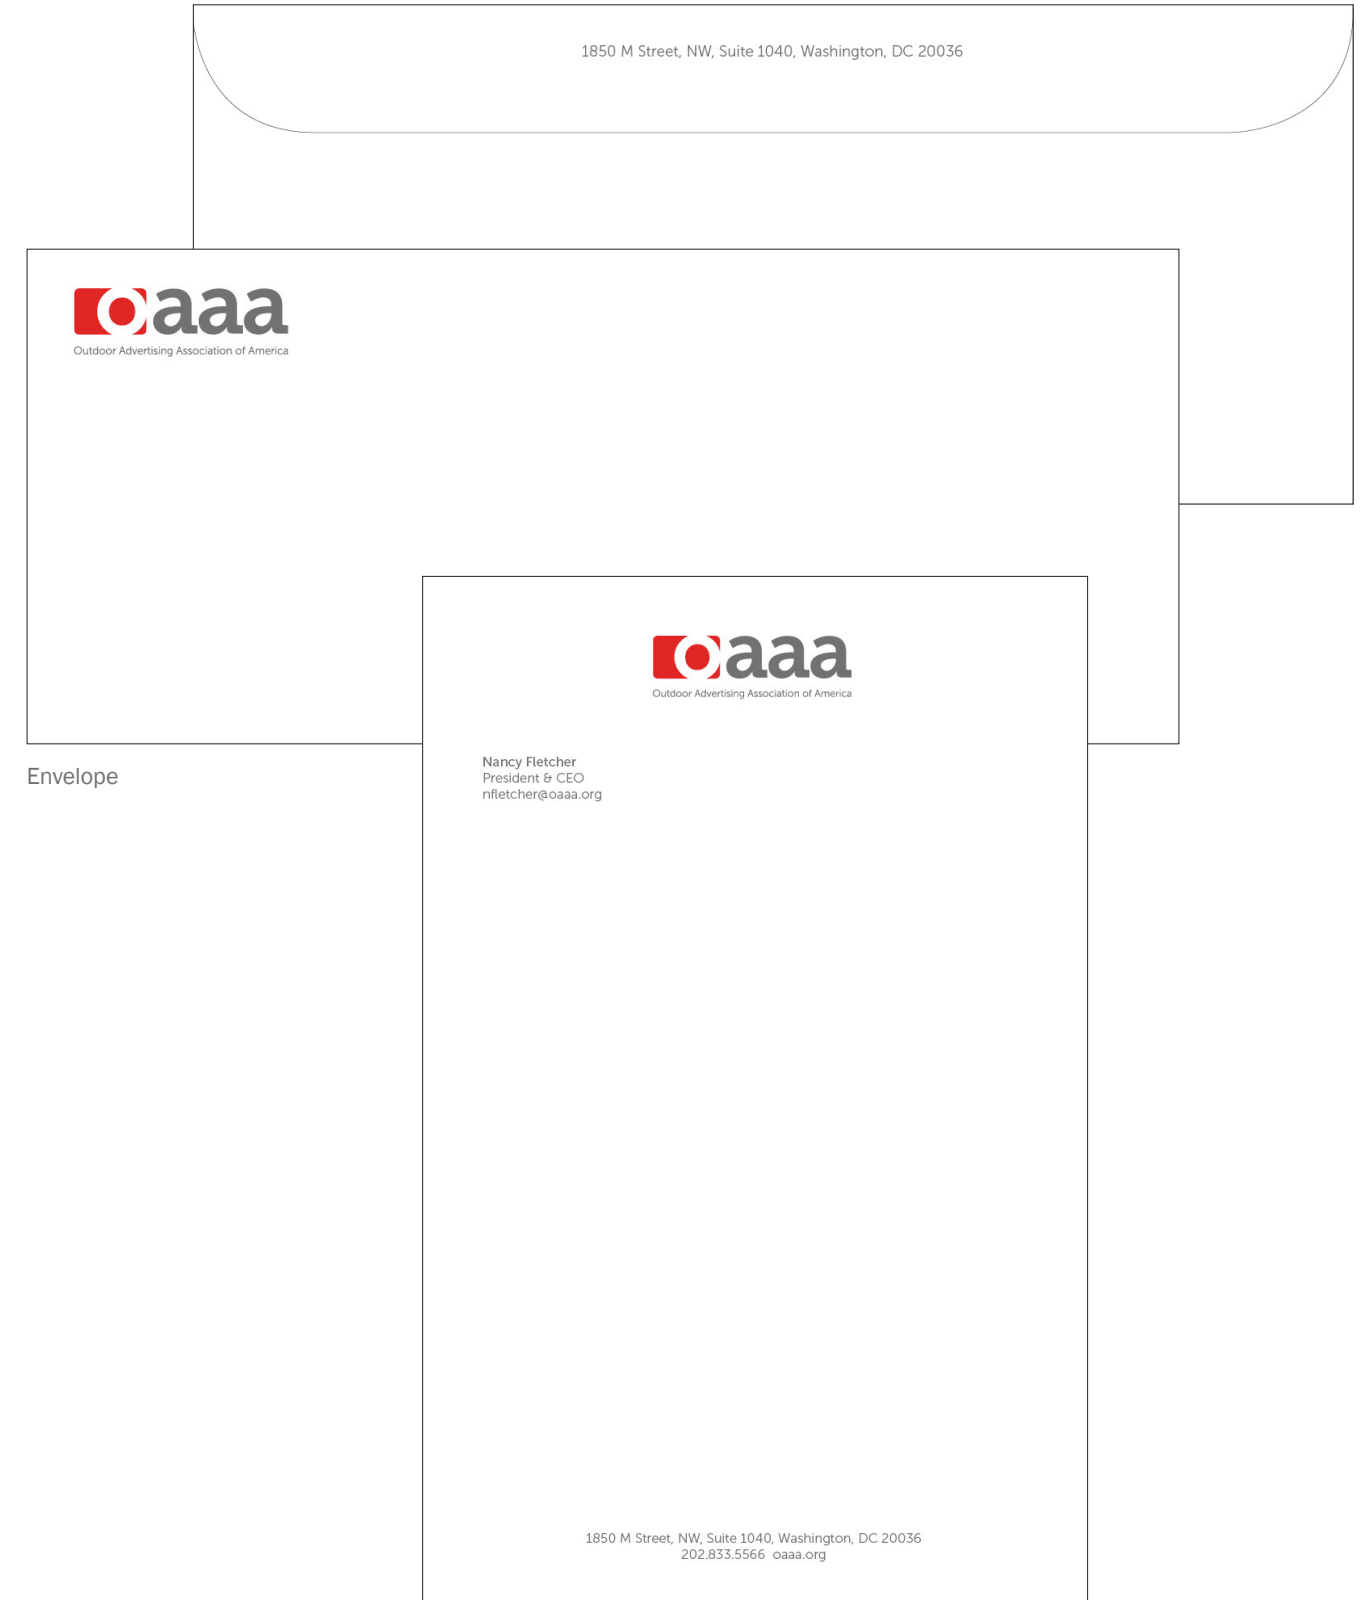 1850 M Street, NW, Suite 1040, Washington, DC 20036
oaaa
Outdoor Advertising Association of America
oaaa
Outdoor Advertising Association of America
Nancy Fletcher
President & CEO
nfletcher@oaaa.org
Envelope
1850 M Street, NW, Suite 1040, Washington, DC 20036
202.833.5566 oaaa.org